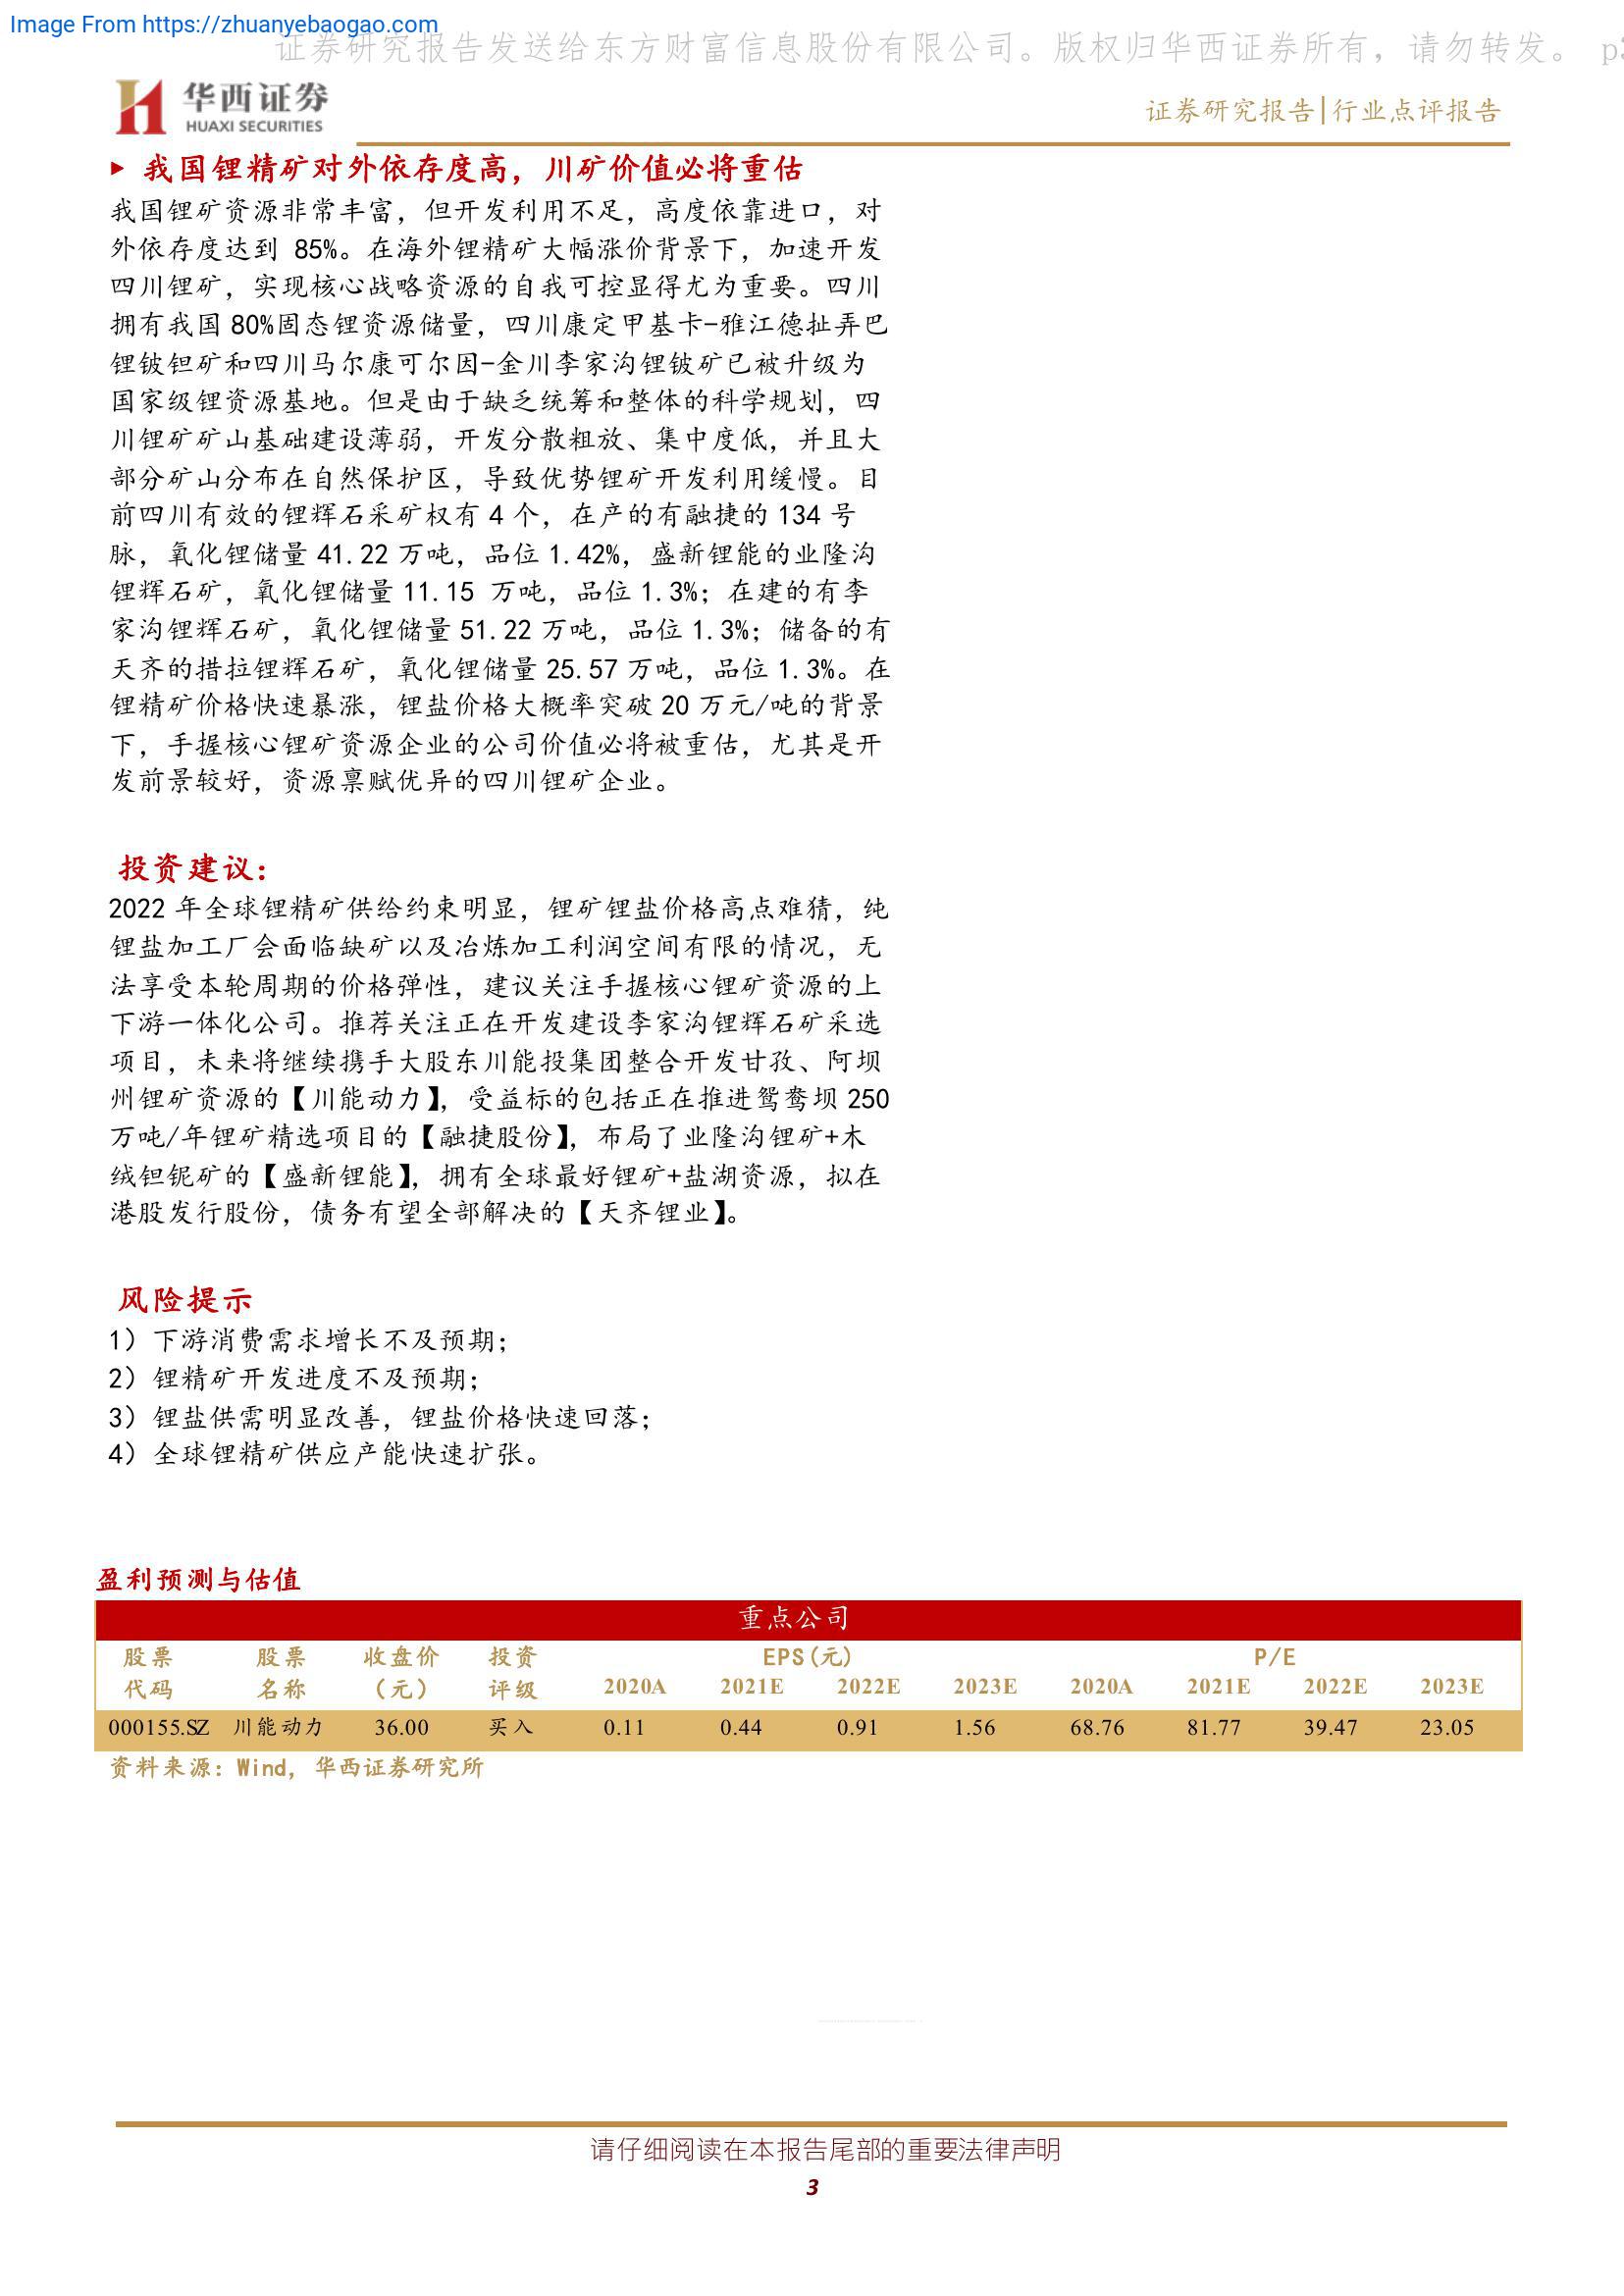 Image From https://zhuanyebaogao.com
证券研究报告发送给东方财富信息股份有限公司。版权归华西证券所有，请勿转发。 p3
华西证券
HUAXI SECURITIES
证券研究报告|行业点评报告
▶ 我国锂精矿对外依存度高，川矿价值必将重估
我国锂矿资源非常丰富，但开发利用不足，高度依靠进口，对
外依存度达到 85%。在海外锂精矿大幅涨价背景下，加速开发
四川锂矿，实现核心战略资源的自我可控显得尤为重要。四川
拥有我国 80%固态锂资源储量，四川康定甲基卡-雅江德扯弄巴
锂铍钽矿和四川马尔康可尔因-金川李家沟锂铍矿已被升级为
国家级锂资源基地。但是由于缺乏统筹和整体的科学规划，四
川锂矿矿山基础建设薄弱，开发分散粗放、集中度低，并且大
部分矿山分布在自然保护区，导致优势锂矿开发利用缓慢。目
前四川有效的锂辉石采矿权有 4 个，在产的有融捷的 134 号
脉，氧化锂储量 41.22 万吨，品位 1.42%，盛新锂能的业隆沟
锂辉石矿，氧化锂储量 11.15 万吨，品位 1.3%；在建的有李
家沟锂辉石矿，氧化锂储量 51.22 万吨，品位 1.3%；储备的有
天齐的措拉锂辉石矿，氧化锂储量 25.57 万吨，品位 1.3%。在
锂精矿价格快速暴涨，锂盐价格大概率突破 20 万元/吨的背景
下，手握核心锂矿资源企业的公司价值必将被重估，尤其是开
发前景较好，资源禀赋优异的四川锂矿企业。
投资建议：
2022 年全球锂精矿供给约束明显，锂矿锂盐价格高点难猜，纯
锂盐加工厂会面临缺矿以及冶炼加工利润空间有限的情况，无
法享受本轮周期的价格弹性，建议关注手握核心锂矿资源的上
下游一体化公司。推荐关注正在开发建设李家沟锂辉石矿采选
项目，未来将继续携手大股东川能投集团整合开发甘孜、阿坝
州锂矿资源的【川能动力】，受益标的包括正在推进鸳鸯坝 250
万吨/年锂矿精选项目的【融捷股份】，布局了业隆沟锂矿+木
绒钽铌矿的【盛新锂能】，拥有全球最好锂矿+盐湖资源，拟在
港股发行股份，债务有望全部解决的【天齐锂业】。
风险提示
1）下游消费需求增长不及预期；
2）锂精矿开发进度不及预期；
3）锂盐供需明显改善，锂盐价格快速回落；
4）全球锂精矿供应产能快速扩张。
盈利预测与估值
重点公司
股票 股票 收盘价 投资 EPS(元) P/E
代码 名称 （元） 评级 2020A 2021E 2022E 2023E 2020A 2021E 2022E 2023E
000155.SZ 川能动力 36.00 买入 0.11 0.44 0.91 1.56 68.76 81.77 39.47 23.05
资料来源：Wind，华西证券研究所
请仔细阅读在本报告尾部的重要法律声明
3